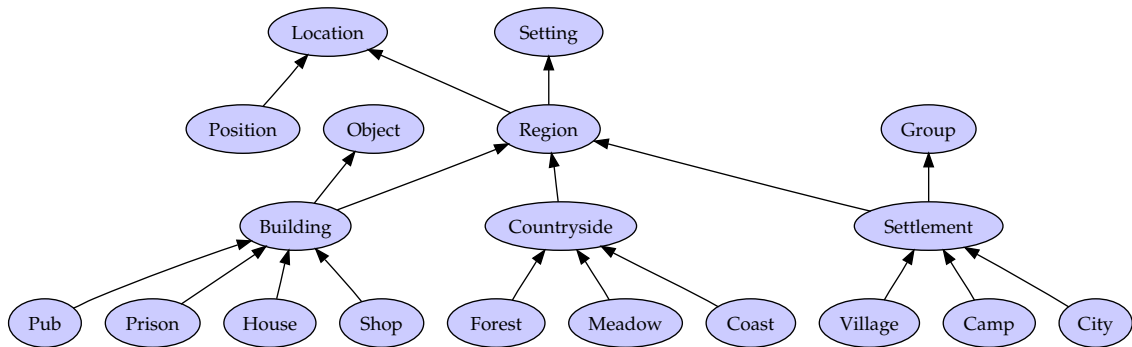 Location
Setting
Position
Object
Region
Group
Building
Countryside
Settlement
Pub
Prison
House
Shop
Forest
Meadow
Coast
Village
Camp
City